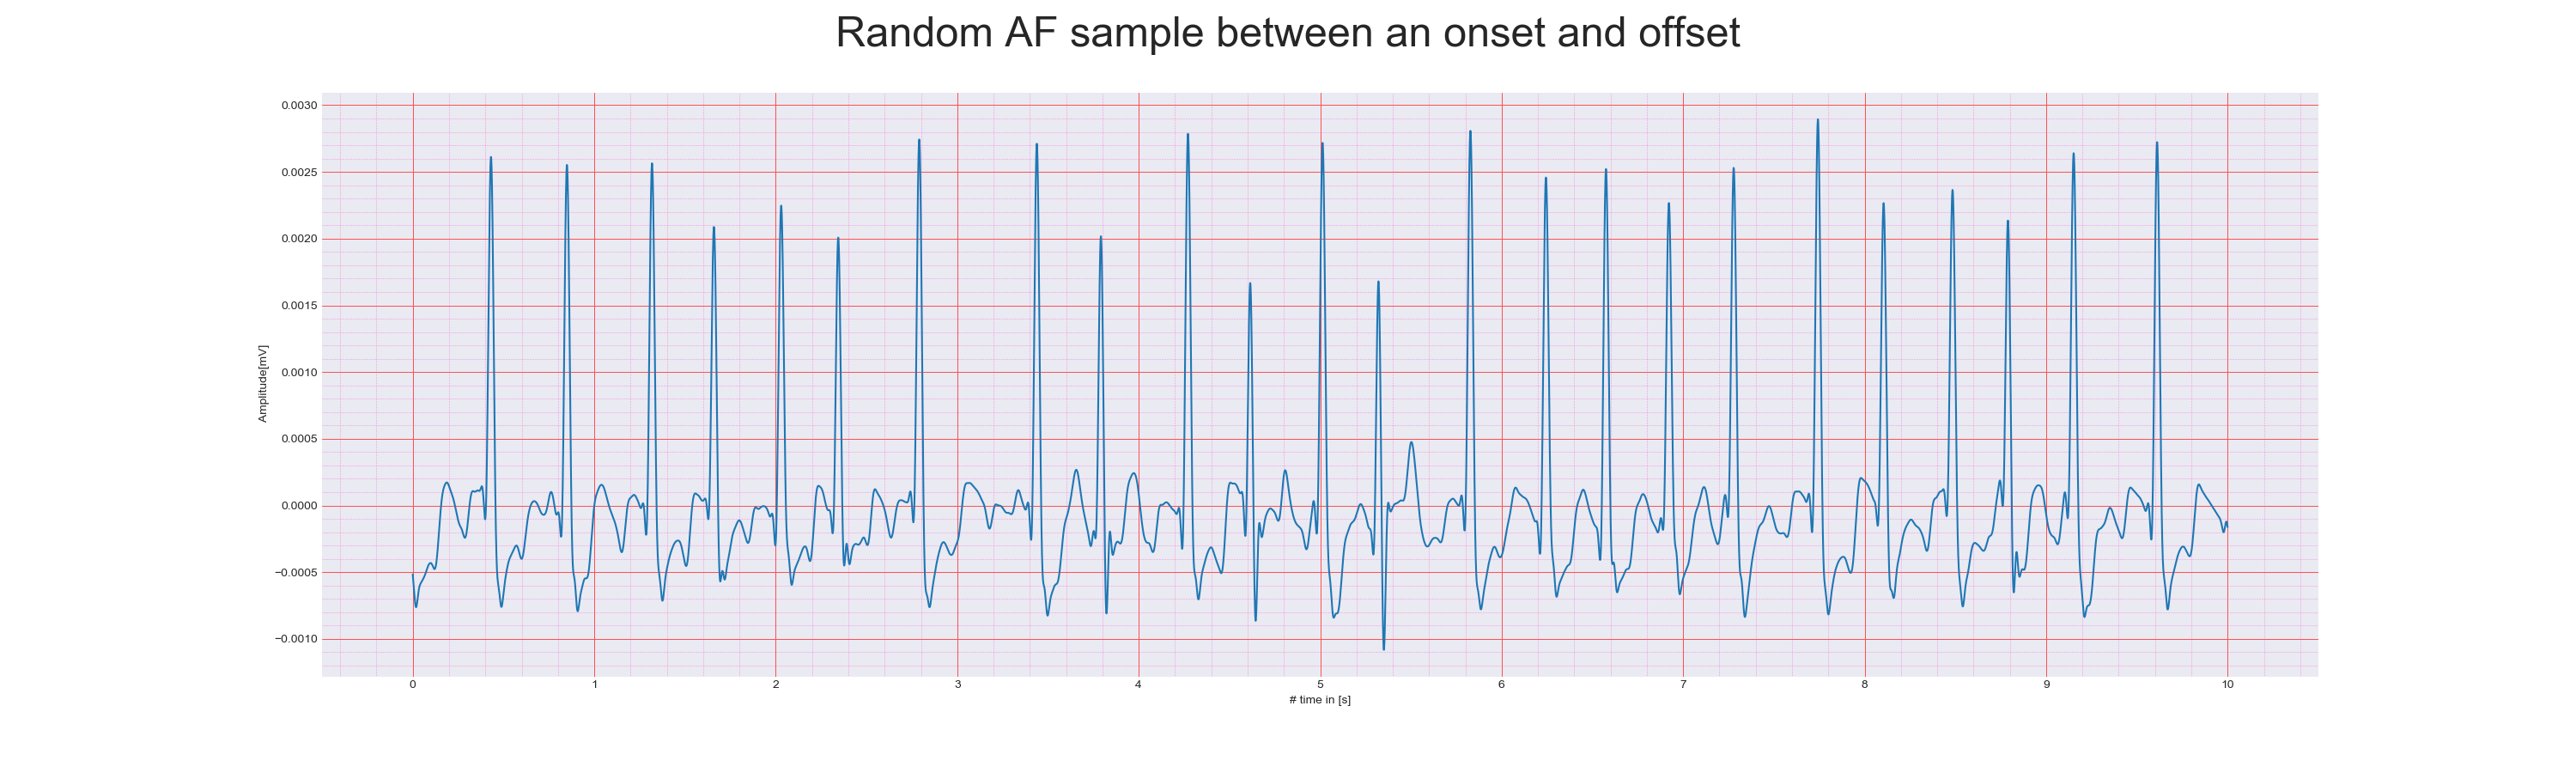 Random AF sample between an onset and offset
0.0030
0.0025
0.0020
0.0015
0.0010
0.0005
0.0000
−0.0005
−0.0010
Amplitude[mV]
0 1 2 3 4 5 6 7 8 9 10
# time in [s]